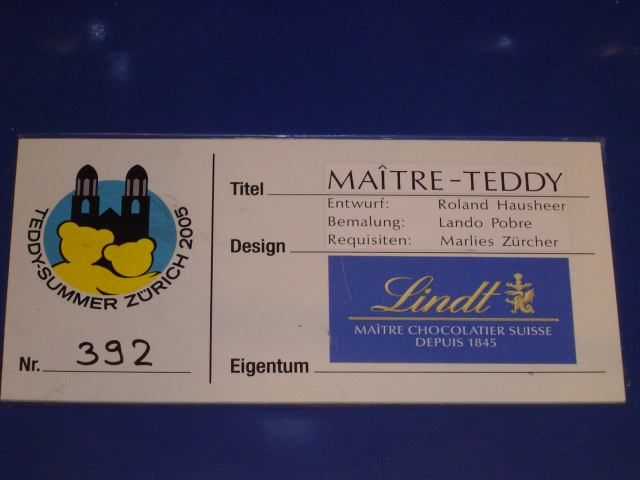 TEDDY-SUMMER ZÜRICH 2005
Nr. 392
Titel MAÎTRE-TEDDY
Entwurf: Roland Hausheer
Bemalung: Lando Pobre
Requisiten: Marlies Zürcher
Design
Lindt
MAÎTRE CHOCOLATIER SUISSE
DEPUIS 1845
Eigentum